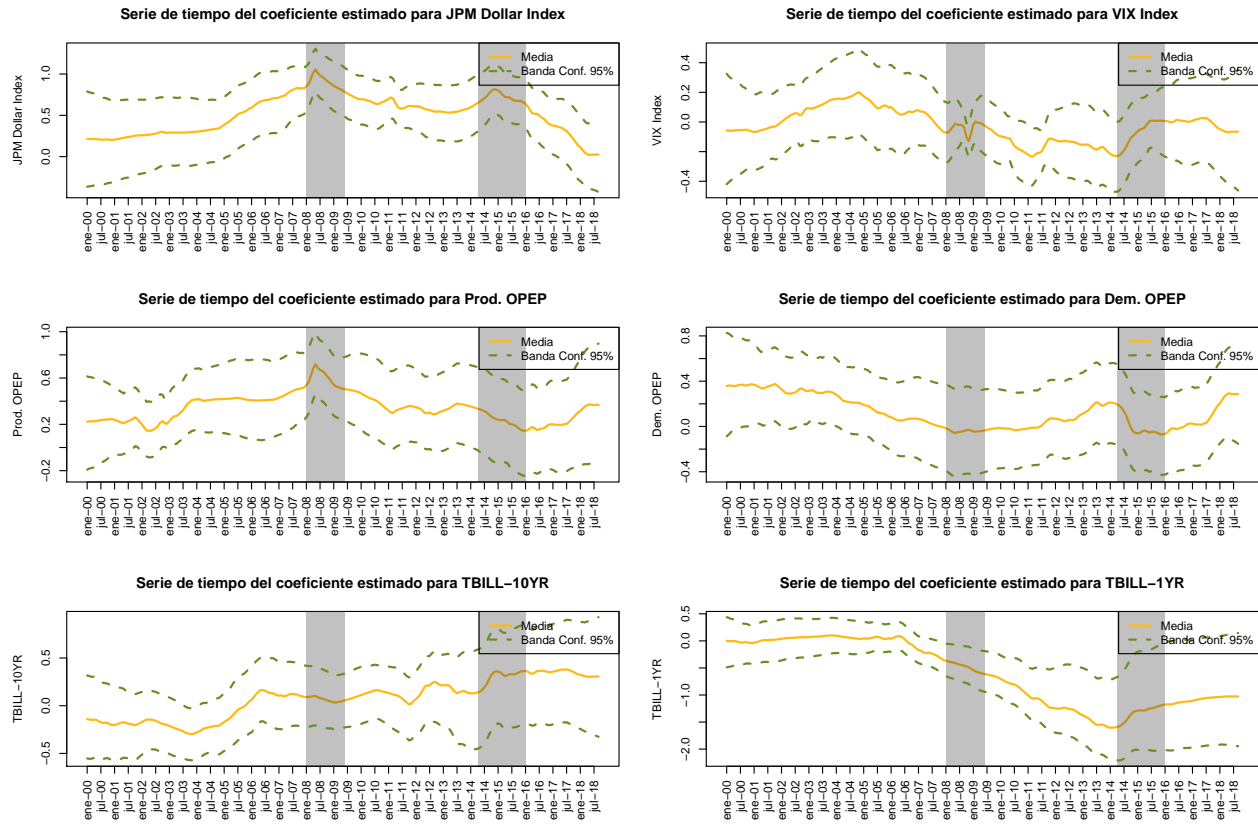 Serie de tiempo del coeficiente estimado para JPM Dollar Index
JPM Dollar Index
1.0
0.5
0.0
Media
Banda Conf. 95%
ene−00 jul−00 ene−01 jul−01 ene−02 jul−02 ene−03 jul−03 ene−04 jul−04 ene−05 jul−05 ene−06 jul−06 ene−07 jul−07 ene−08 jul−08 ene−09 jul−09 ene−10 jul−10 ene−11 jul−11 ene−12 jul−12 ene−13 jul−13 ene−14 jul−14 ene−15 jul−15 ene−16 jul−16 ene−17 jul−17 ene−18 jul−18
Serie de tiempo del coeficiente estimado para VIX Index
VIX Index
0.4
0.2
0.0
−0.4
Media
Banda Conf. 95%
ene−00 jul−00 ene−01 jul−01 ene−02 jul−02 ene−03 jul−03 ene−04 jul−04 ene−05 jul−05 ene−06 jul−06 ene−07 jul−07 ene−08 jul−08 ene−09 jul−09 ene−10 jul−10 ene−11 jul−11 ene−12 jul−12 ene−13 jul−13 ene−14 jul−14 ene−15 jul−15 ene−16 jul−16 ene−17 jul−17 ene−18 jul−18
Serie de tiempo del coeficiente estimado para Prod. OPEP
Prod. OPEP
1.0
0.6
0.2
−0.2
Media
Banda Conf. 95%
ene−00 jul−00 ene−01 jul−01 ene−02 jul−02 ene−03 jul−03 ene−04 jul−04 ene−05 jul−05 ene−06 jul−06 ene−07 jul−07 ene−08 jul−08 ene−09 jul−09 ene−10 jul−10 ene−11 jul−11 ene−12 jul−12 ene−13 jul−13 ene−14 jul−14 ene−15 jul−15 ene−16 jul−16 ene−17 jul−17 ene−18 jul−18
Serie de tiempo del coeficiente estimado para Dem. OPEP
Dem. OPEP
0.8
0.4
0.0
−0.4
Media
Banda Conf. 95%
ene−00 jul−00 ene−01 jul−01 ene−02 jul−02 ene−03 jul−03 ene−04 jul−04 ene−05 jul−05 ene−06 jul−06 ene−07 jul−07 ene−08 jul−08 ene−09 jul−09 ene−10 jul−10 ene−11 jul−11 ene−12 jul−12 ene−13 jul−13 ene−14 jul−14 ene−15 jul−15 ene−16 jul−16 ene−17 jul−17 ene−18 jul−18
Serie de tiempo del coeficiente estimado para TBILL−10YR
TBILL−10YR
0.5
0.0
−0.5
Media
Banda Conf. 95%
ene−00 jul−00 ene−01 jul−01 ene−02 jul−02 ene−03 jul−03 ene−04 jul−04 ene−05 jul−05 ene−06 jul−06 ene−07 jul−07 ene−08 jul−08 ene−09 jul−09 ene−10 jul−10 ene−11 jul−11 ene−12 jul−12 ene−13 jul−13 ene−14 jul−14 ene−15 jul−15 ene−16 jul−16 ene−17 jul−17 ene−18 jul−18
Serie de tiempo del coeficiente estimado para TBILL−1YR
TBILL−1YR
0.5
0.0
−1.0
−2.0
Media
Banda Conf. 95%
ene−00 jul−00 ene−01 jul−01 ene−02 jul−02 ene−03 jul−03 ene−04 jul−04 ene−05 jul−05 ene−06 jul−06 ene−07 jul−07 ene−08 jul−08 ene−09 jul−09 ene−10 jul−10 ene−11 jul−11 ene−12 jul−12 ene−13 jul−13 ene−14 jul−14 ene−15 jul−15 ene−16 jul−16 ene−17 jul−17 ene−18 jul−18